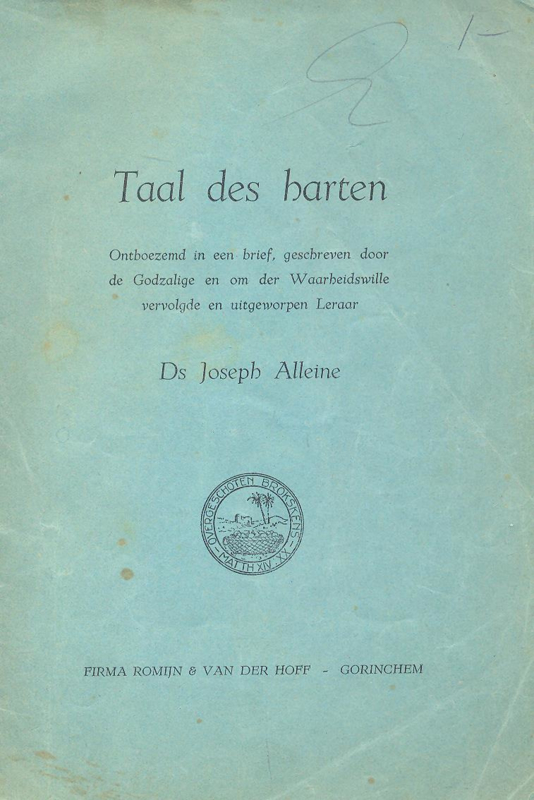 1-
Taal des harten
Ontboezemd in een brief, geschreven door
de Godzalige en om der Waarheidswille
vervolgde en uitgeworpen Leraar
Ds Joseph Alleine
OVERGESCHOTEN BROKSKENS
MATTH XIV.XX
FIRMA ROMIJN & VAN DER HOFF - GORINCHEM